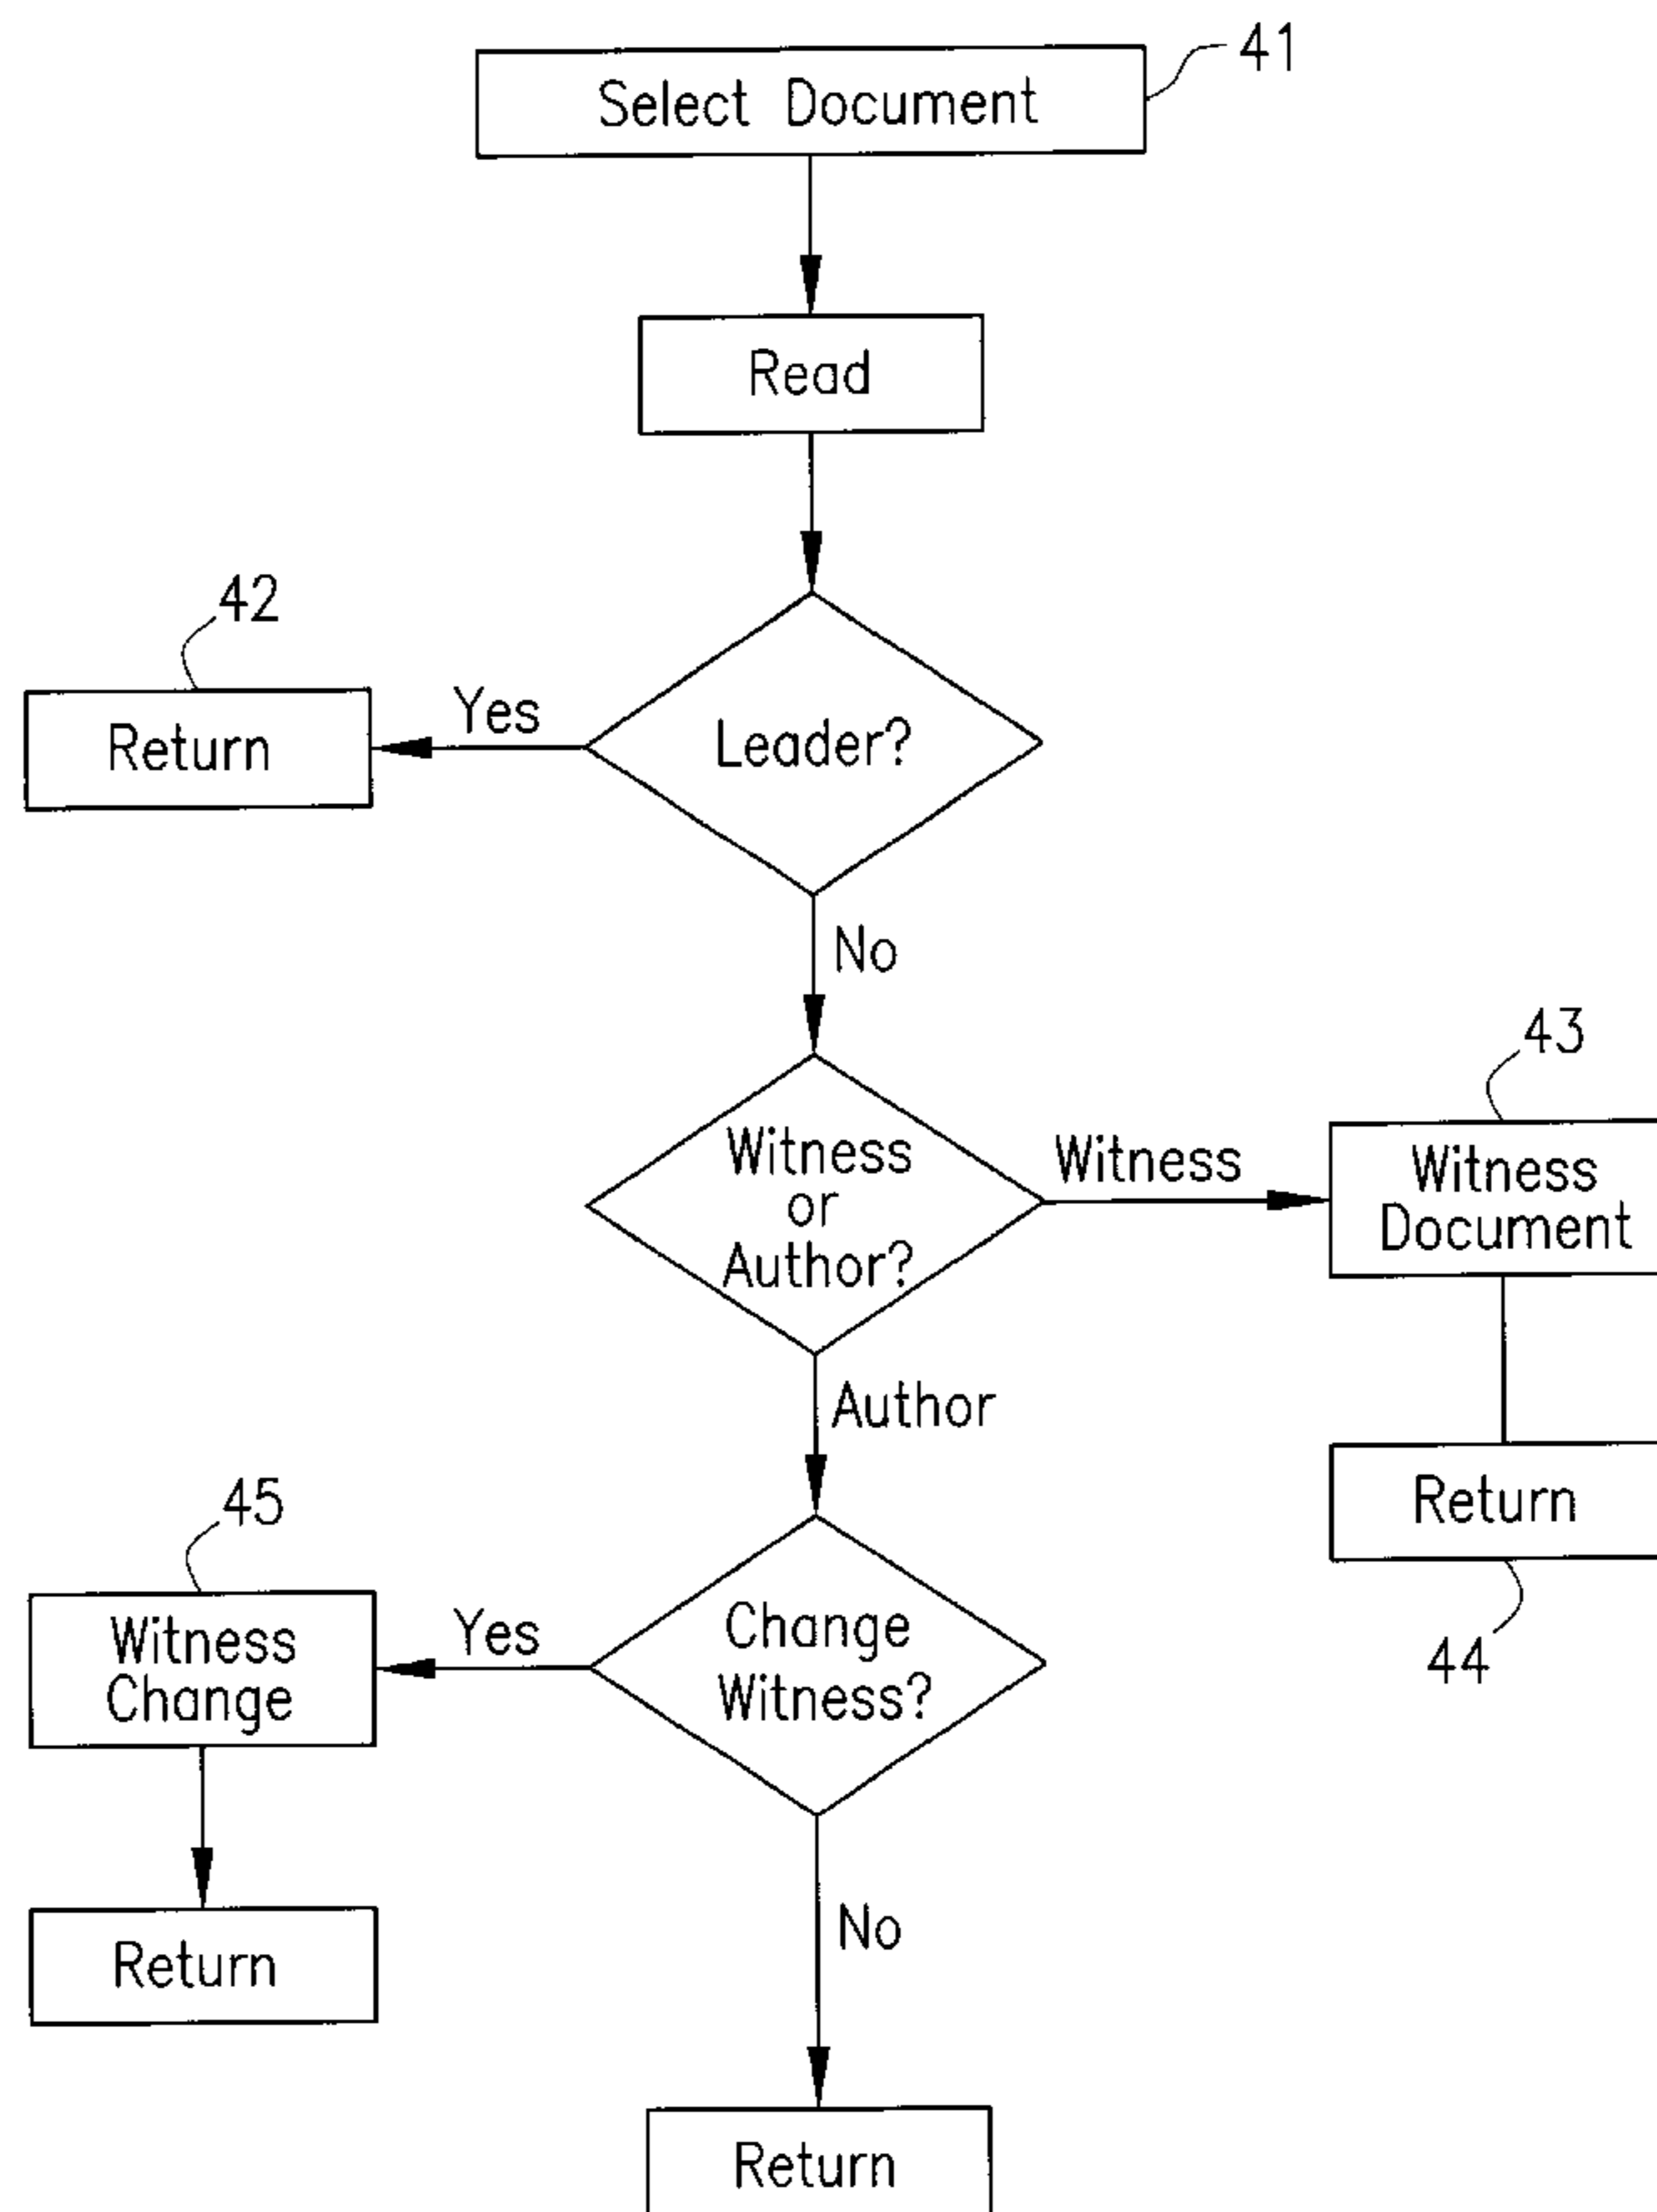 41
Select Document
Read
42
Return
Yes
Leader?
No
43
Witness
or
Author?
Witness
Witness
Document
Author
Return
44
45
Witness
Change
Yes
Change
Witness?
Return
No
Return